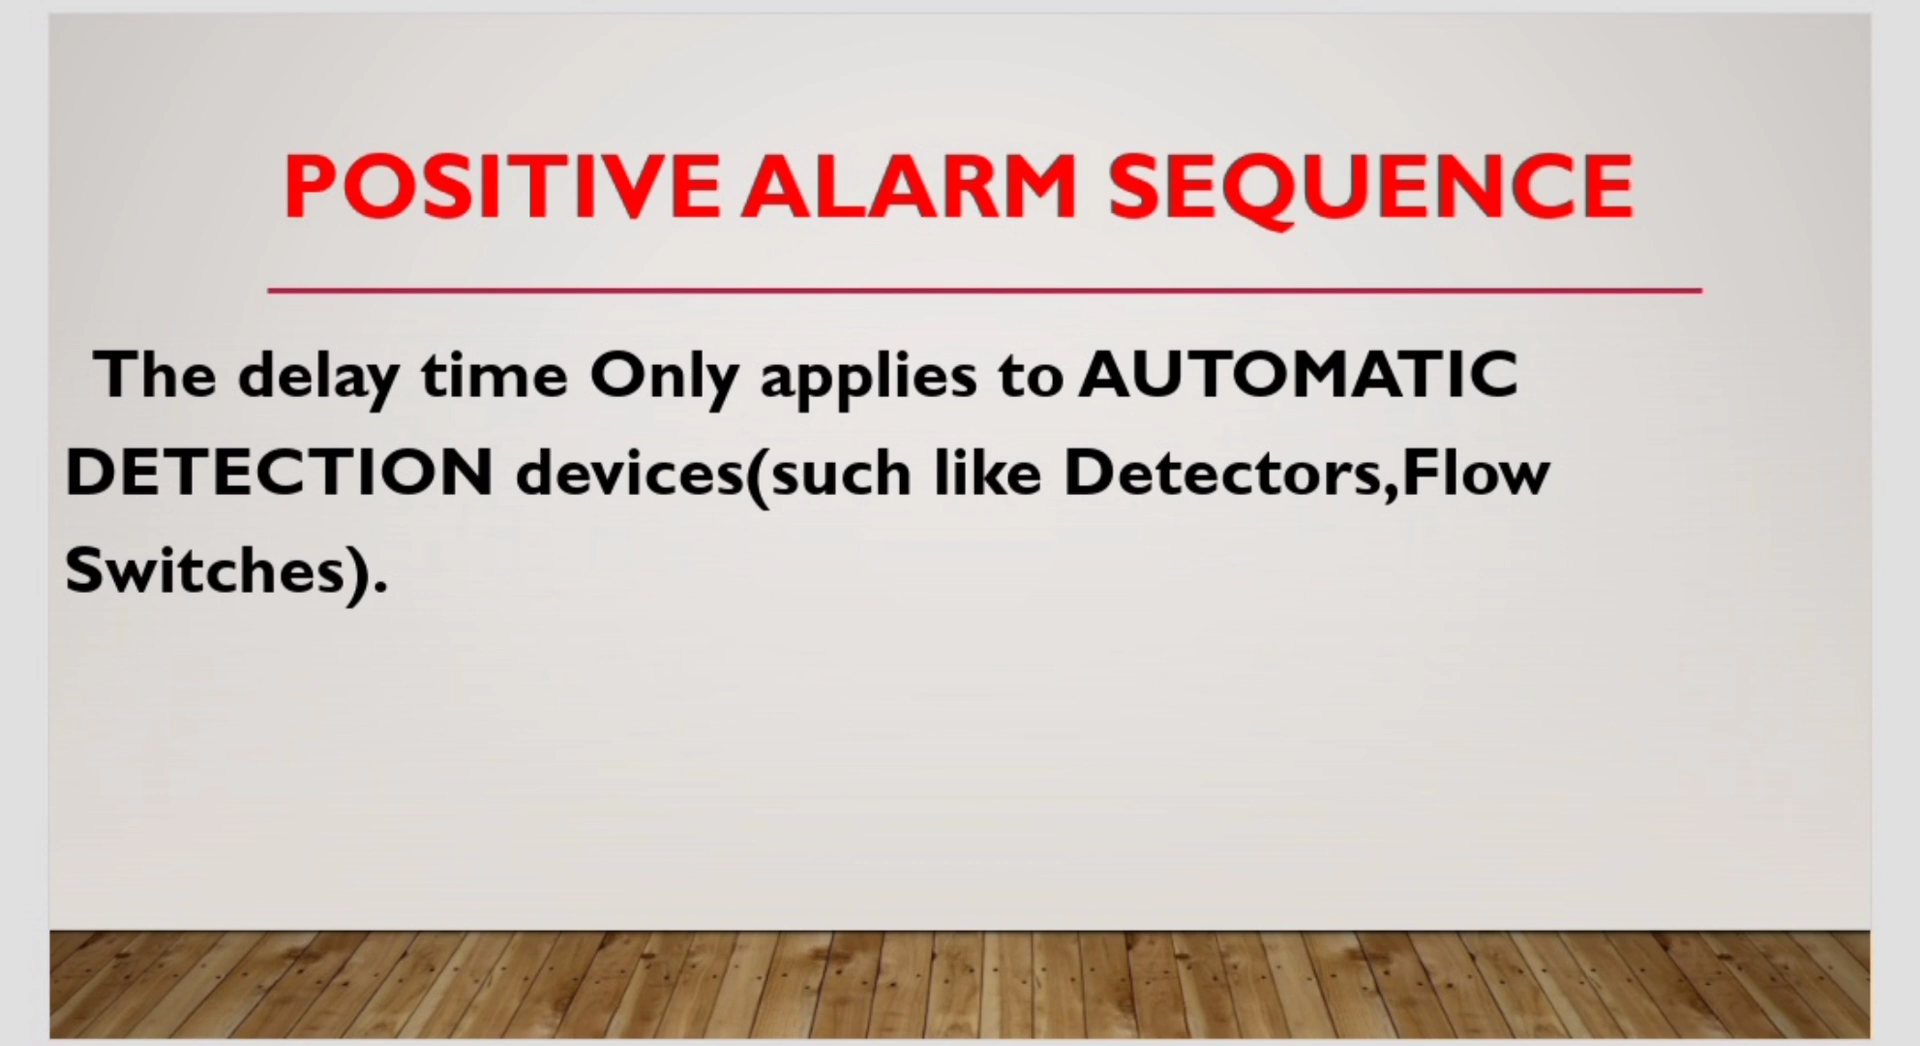 POSITIVE ALARM SEQUENCE
The delay time Only applies to AUTOMATIC
DETECTION devices(such like Detectors,Flow
Switches).